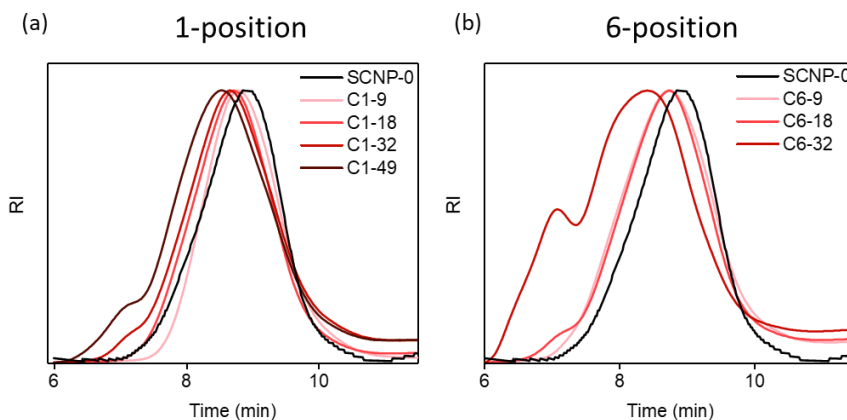 (a)
1-position
SCNP-0
C1-9
C1-18
C1-32
C1-49
RI
6
8
10
Time (min)
(b)
6-position
SCNP-0
C6-9
C6-18
C6-32
RI
6
8
10
Time (min)